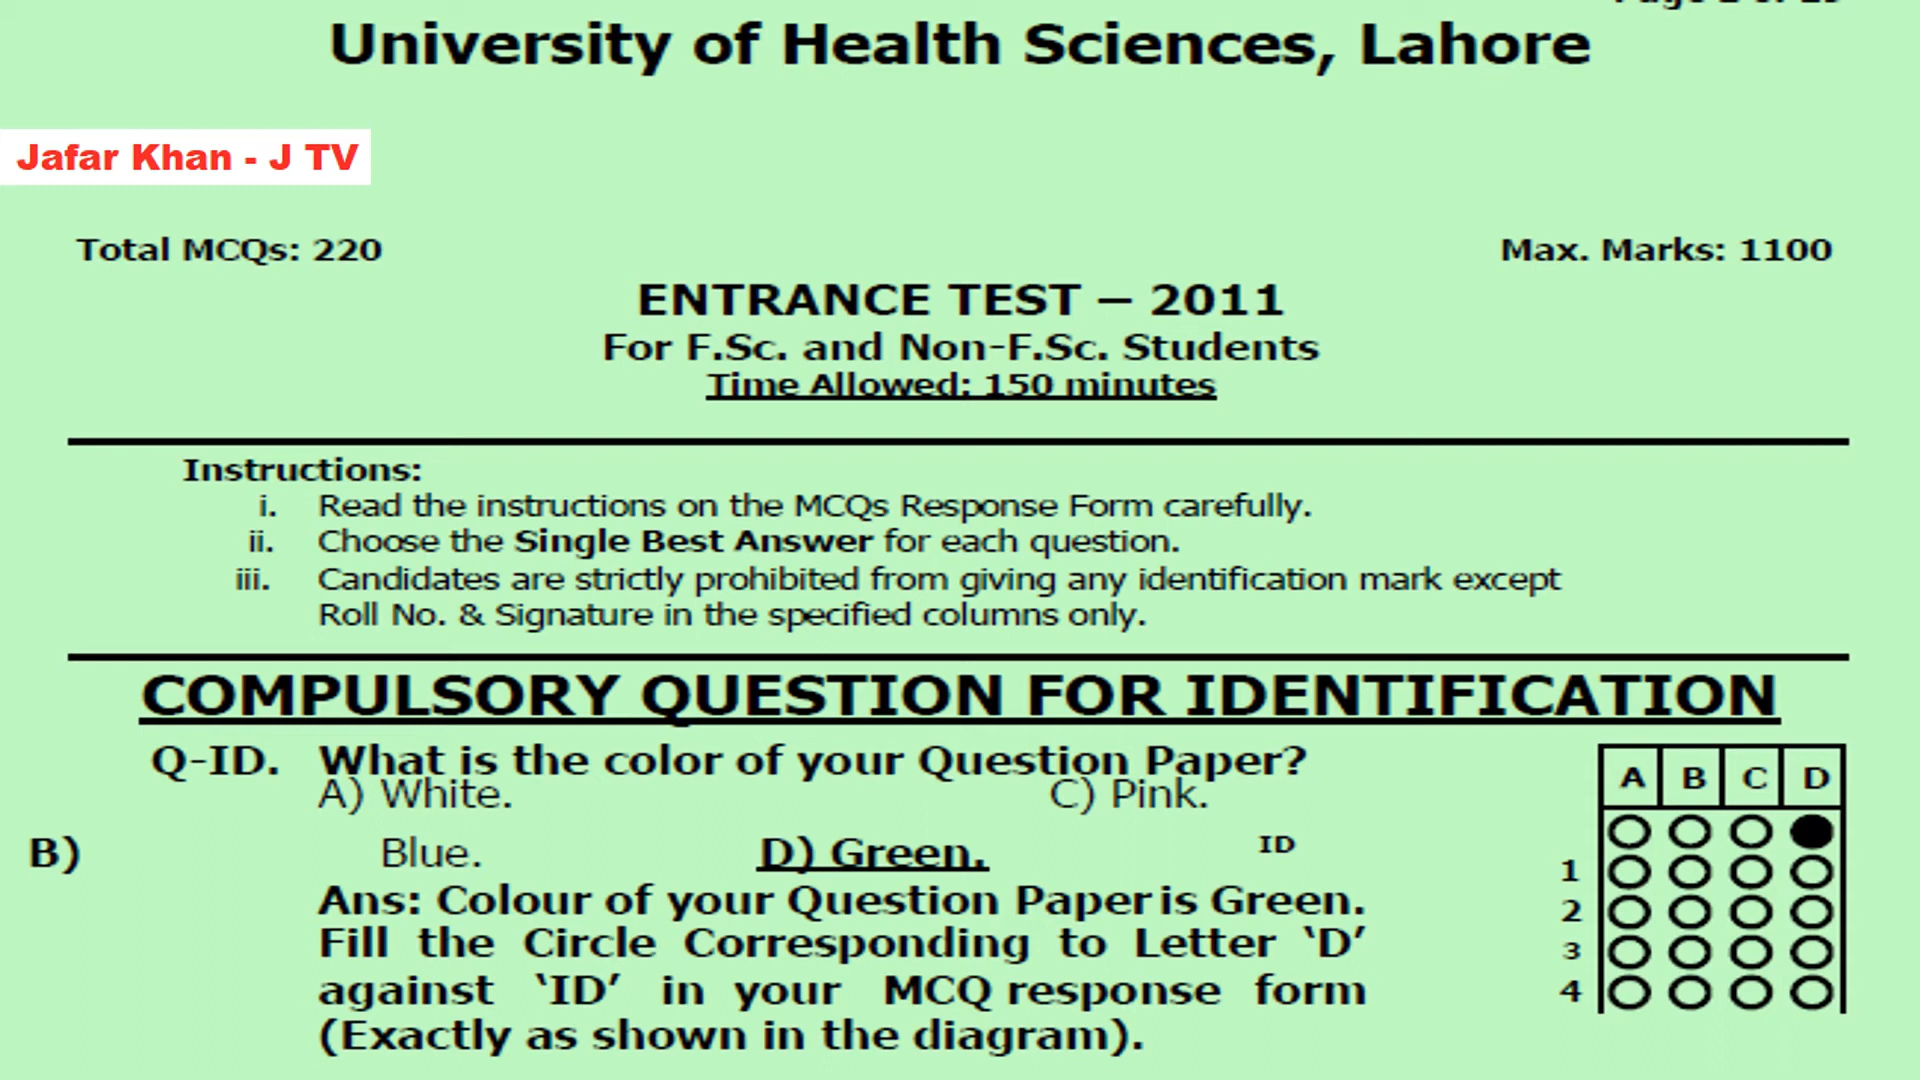 University of Health Sciences, Lahore
Jafar Khan - J TV
Total MCQs: 220 Max. Marks: 1100
ENTRANCE TEST – 2011
For F.Sc. and Non-F.Sc. Students
Time Allowed: 150 minutes
Instructions:
i. Read the instructions on the MCQs Response Form carefully.
ii. Choose the Single Best Answer for each question.
iii. Candidates are strictly prohibited from giving any identification mark except
Roll No. & Signature in the specified columns only.
COMPULSORY QUESTION FOR IDENTIFICATION
Q-ID. What is the color of your Question Paper?
A) White. C) Pink.
B) Blue. D) Green.
Ans: Colour of your Question Paper is Green.
Fill the Circle Corresponding to Letter ‘D’
against ‘ID’ in your MCQ response form
(Exactly as shown in the diagram).
A B C D
ID
1
2
3
4